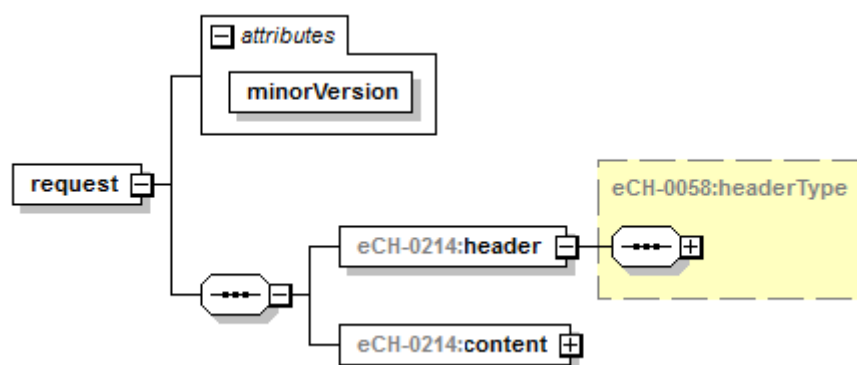 attributes
minorVersion
request
eCH-0058:headerType
eCH-0214:header
eCH-0214:content